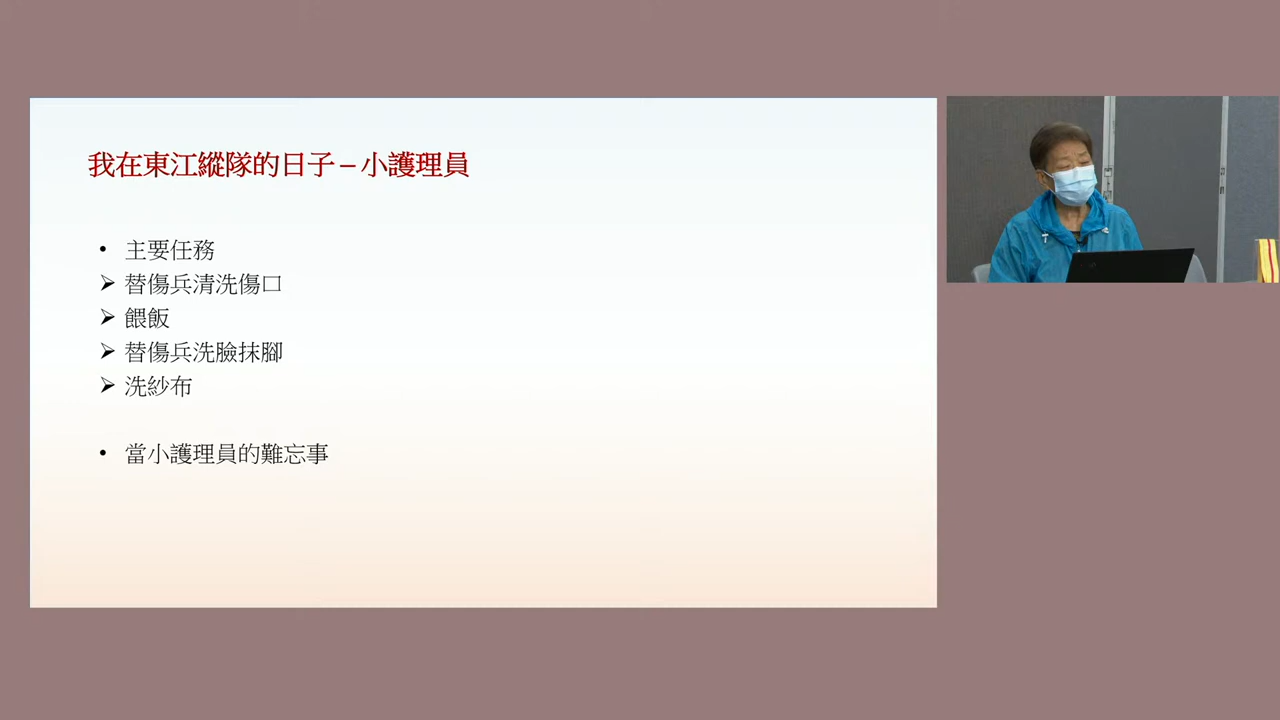 我在東江縱隊的日子 – 小護理員
• 主要任務
➢ 替傷兵清洗傷口
➢ 餵飯
➢ 替傷兵洗臉抹腳
➢ 洗紗布
• 當小護理員的難忘事